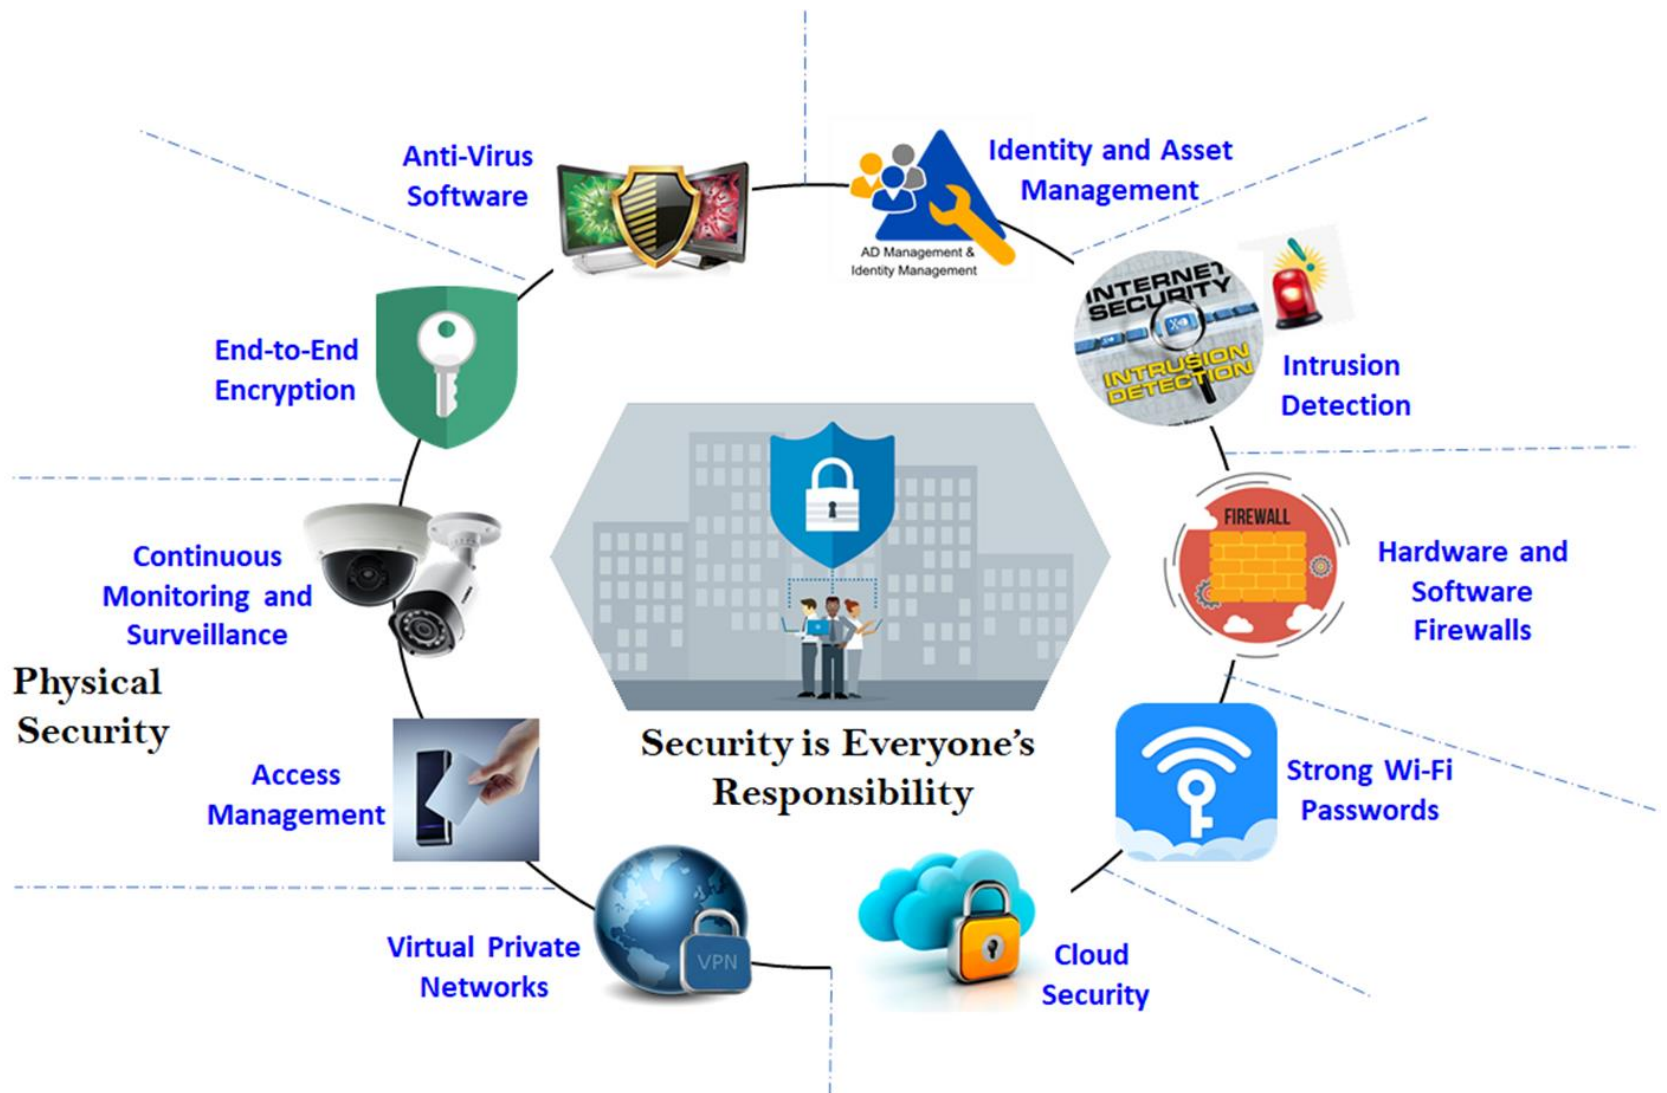 Anti-Virus
Software
Identity and Asset
Management
AD Management &
Identity Management
INTERNET
SECURITY
INTRUSION
DETECTION
Intrusion
Detection
End-to-End
Encryption
FIREWALL
Hardware and
Software
Firewalls
Continuous
Monitoring and
Surveillance
Physical
Security
Security is Everyone’s
Responsibility
Access
Management
Strong Wi-Fi
Passwords
Virtual Private
Networks
VPN
Cloud
Security